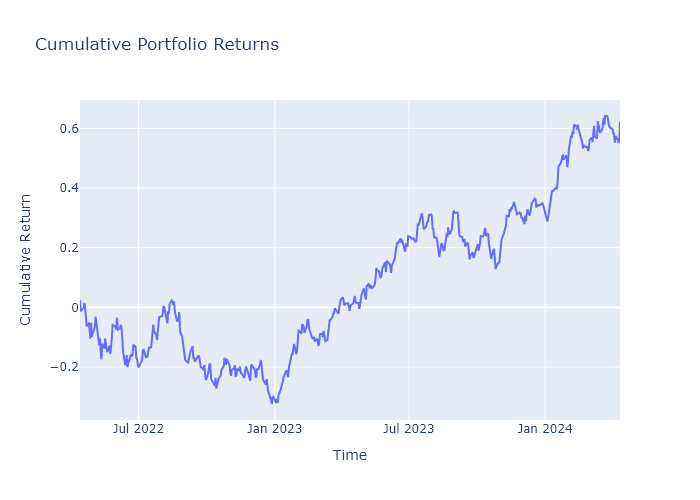 Cumulative Portfolio Returns
Cumulative Return
0.6
0.4
0.2
0
−0.2
Jul 2022
Jan 2023
Jul 2023
Jan 2024
Time